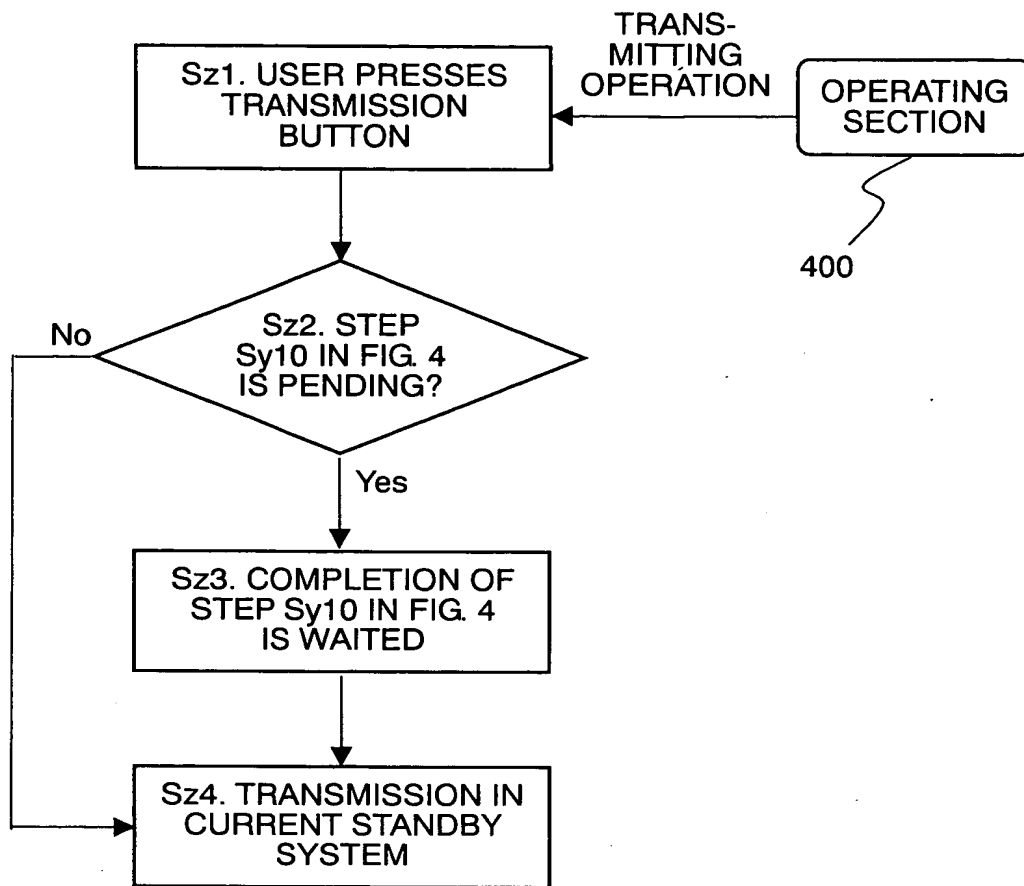 TRANS-
MITTING
OPERATION
Sz1. USER PRESSES
TRANSMISSION
BUTTON
OPERATING
SECTION
400
No
Sz2. STEP
Sy10 IN FIG. 4
IS PENDING?
Yes
Sz3. COMPLETION OF
STEP Sy10 IN FIG. 4
IS WAITED
Sz4. TRANSMISSION IN
CURRENT STANDBY
SYSTEM